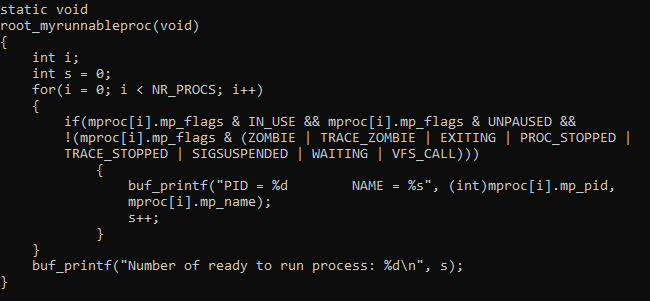 static void
root_myrunnableproc(void)
{
    int i;
    int s = 0;
    for(i = 0; i < NR_PROCS; i++)
    {
        if(mproc[i].mp_flags & IN_USE && mproc[i].mp_flags & UNPAUSED &&
        !(mproc[i].mp_flags & (ZOMBIE | TRACE_ZOMBIE | EXITING | PROC_STOPPED |
        TRACE_STOPPED | SIGSUSPENDED | WAITING | VFS_CALL)))
            {
                buf_printf("PID = %d        NAME = %s", (int)mproc[i].mp_pid,
                mproc[i].mp_name);
                s++;
            }
    }
    buf_printf("Number of ready to run process: %d\n", s);
}